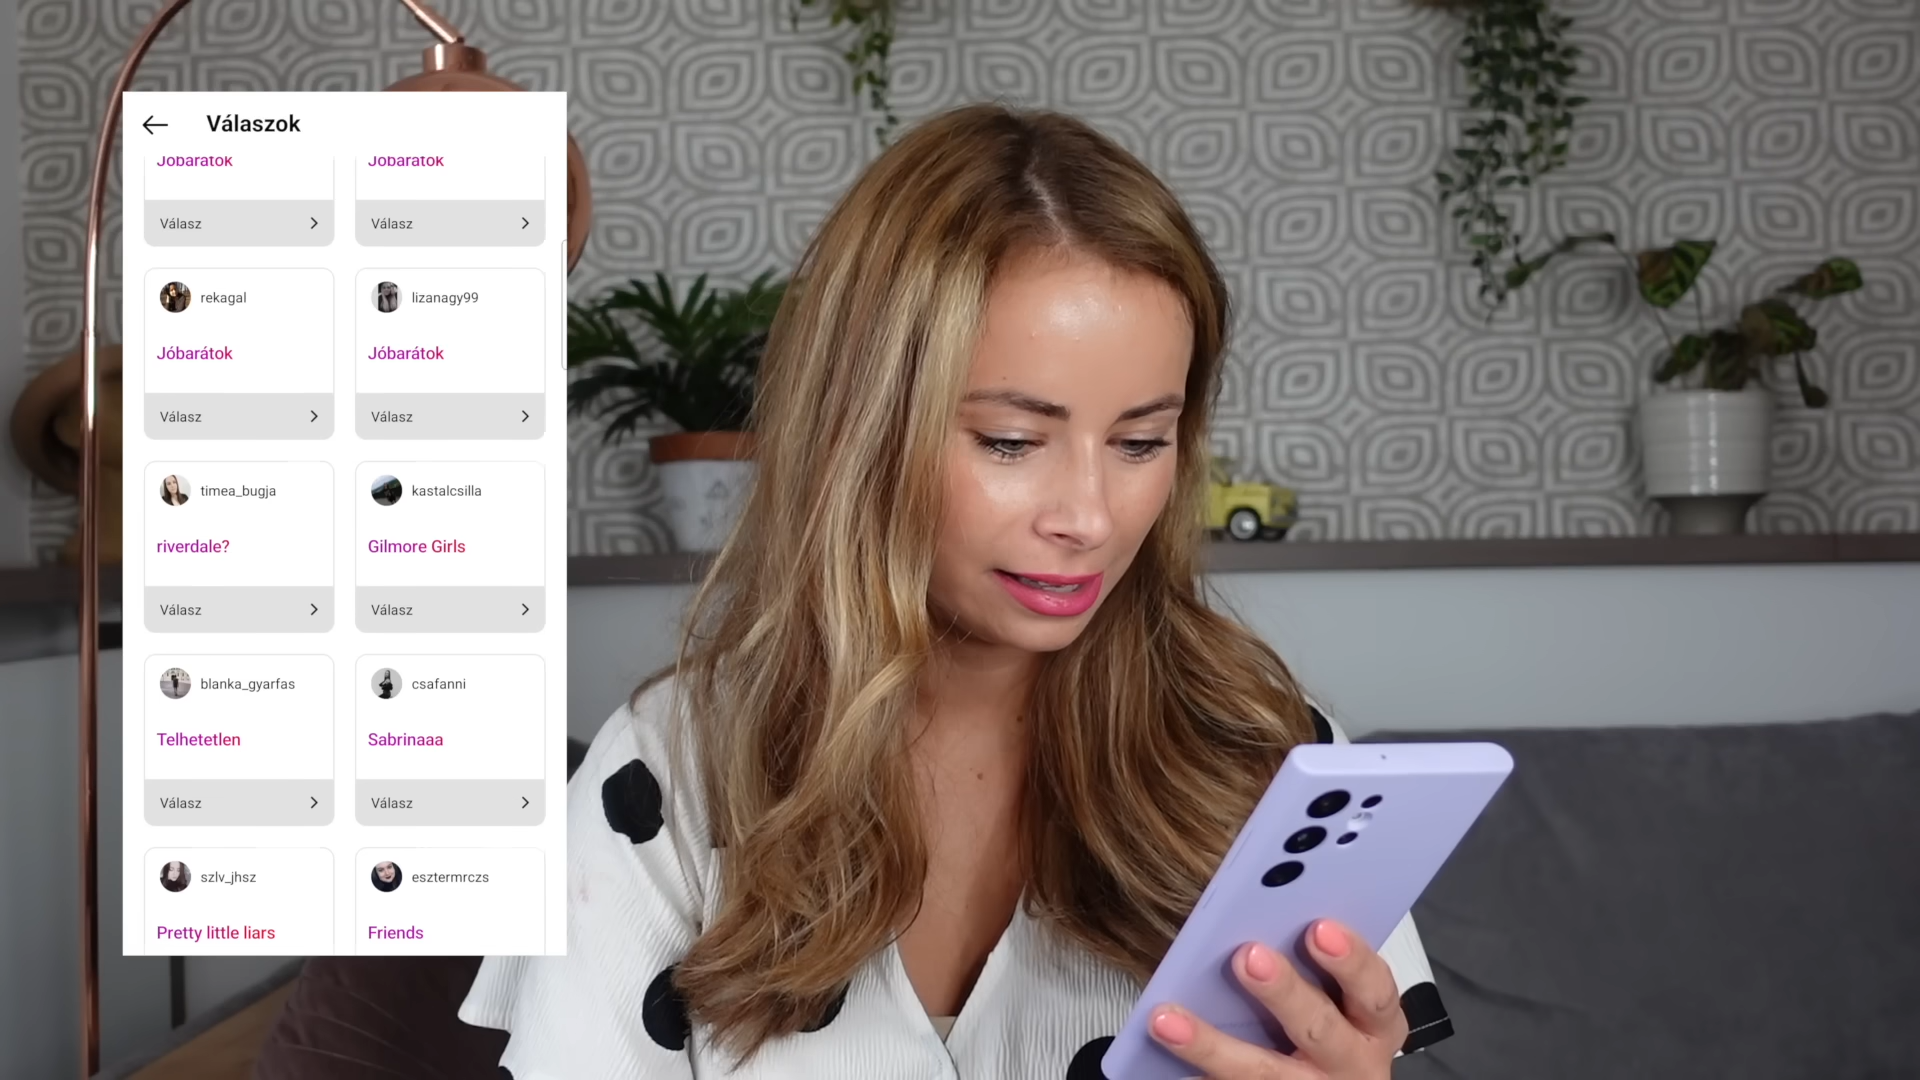 Válaszok
Jóbarátok
Jóbarátok
Válasz
Válasz
rekagal
lizanagy99
Jóbarátok
Jóbarátok
Válasz
Válasz
timea_bugja
kastalcsilla
riverdale?
Gilmore Girls
Válasz
Válasz
blanka_gyarfas
csafanni
Telhetetlen
Sabrinaaa
Válasz
Válasz
szlv_jhsz
esztermrczs
Pretty little liars
Friends